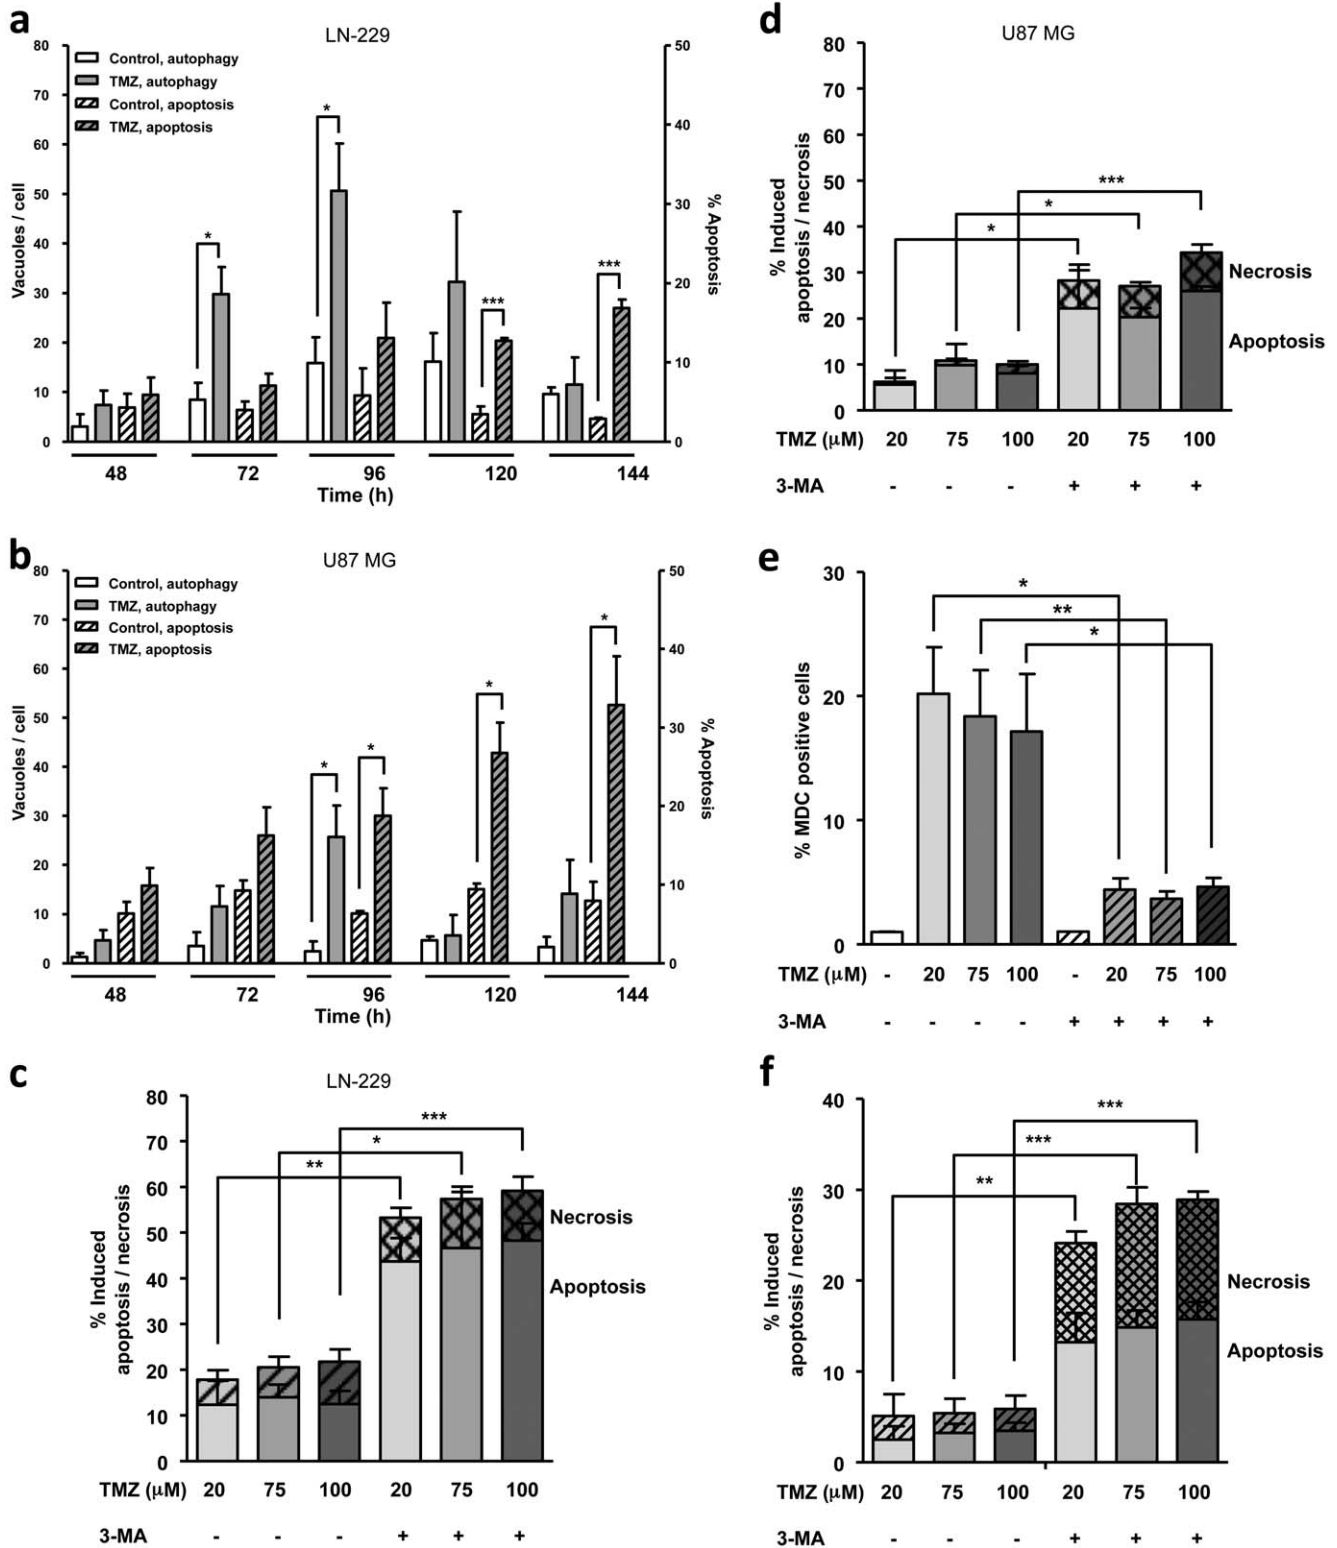 a
LN-229
80
70
60
50
40
30
20
10
0
Vacuoles / cell
Control, autophagy
TMZ, autophagy
Control, apoptosis
TMZ, apoptosis
*
*
***
***
50
40
30
20
10
0
% Apoptosis
48 72 96 120 144
Time (h)
b
U87 MG
80
70
60
50
40
30
20
10
0
Vacuoles / cell
Control, autophagy
TMZ, autophagy
Control, apoptosis
TMZ, apoptosis
*
*
*
*
50
40
30
20
10
0
% Apoptosis
48 72 96 120 144
Time (h)
c
LN-229
80
70
60
50
40
30
20
10
0
% Induced
apoptosis / necrosis
***
*
**
Necrosis
Apoptosis
TMZ (µM) 20 75 100 20 75 100
3-MA - - - + + +
d
U87 MG
80
70
60
50
40
30
20
10
0
% Induced
apoptosis / necrosis
***
*
*
Necrosis
Apoptosis
TMZ (µM) 20 75 100 20 75 100
3-MA - - - + + +
e
30
20
10
0
% MDC positive cells
*
**
*
TMZ (µM) - 20 75 100 - 20 75 100
3-MA - - - - + + + +
f
40
30
20
10
0
% Induced
apoptosis / necrosis
***
***
**
Necrosis
Apoptosis
TMZ (µM) 20 75 100 20 75 100
3-MA - - - + + +